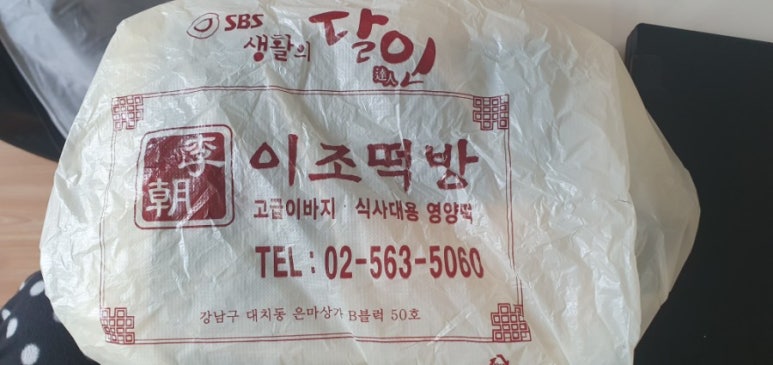 SBS
생활의 달인
達人
李朝
이조떡방
고급이바지 · 식사대용 영양떡
TEL : 02-563-5060
강남구 대치동 은마상가 B블럭 50호